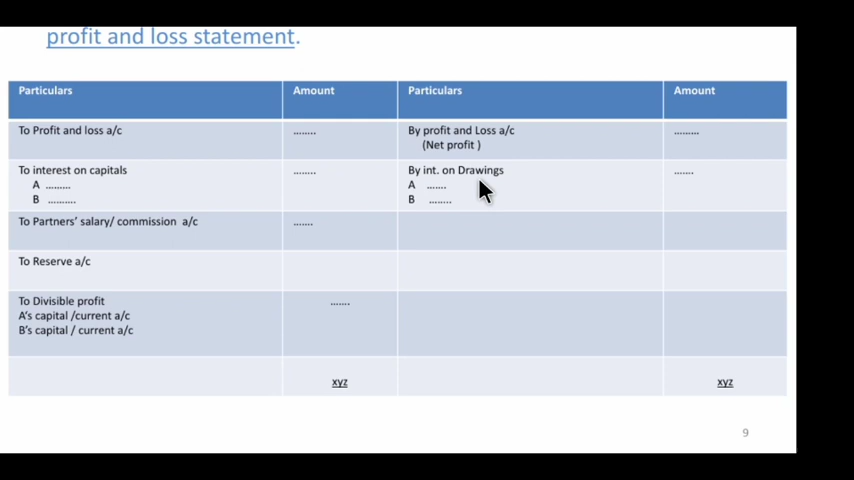 profit and loss statement.
Particulars Amount Particulars Amount
To Profit and loss a/c ........ By profit and Loss a/c .........
(Net profit )
To interest on capitals ........ By int. on Drawings .......
A ......... A .......
B .......... B ........
To Partners' salary/ commission a/c .......
To Reserve a/c
To Divisible profit .......
A's capital /current a/c
B's capital / current a/c
xyz xyz
9